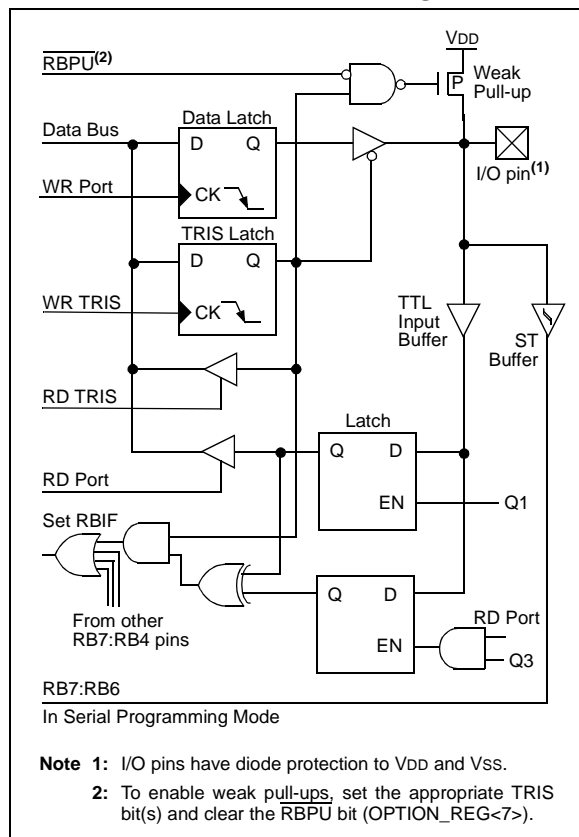 VDD
RBPU(2)
Weak
Pull-up
P
Data Bus
Data Latch
D Q
I/O pin(1)
WR Port
CK
TRIS Latch
D Q
WR TRIS
CK
TTL
Input
Buffer
ST
Buffer
RD TRIS
Latch
Q D
RD Port
EN
Q1
Set RBIF
Q D
RD Port
EN
Q3
From other
RB7:RB4 pins
RB7:RB6
In Serial Programming Mode
Note 1: I/O pins have diode protection to VDD and VSS.
2: To enable weak pull-ups, set the appropriate TRIS
bit(s) and clear the RBPU bit (OPTION_REG<7>).